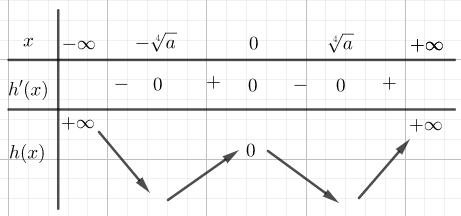 x −∞ −∜a 0 ∜a +∞
h′(x) − 0 + 0 − 0 +
+∞ +∞
h(x) 0